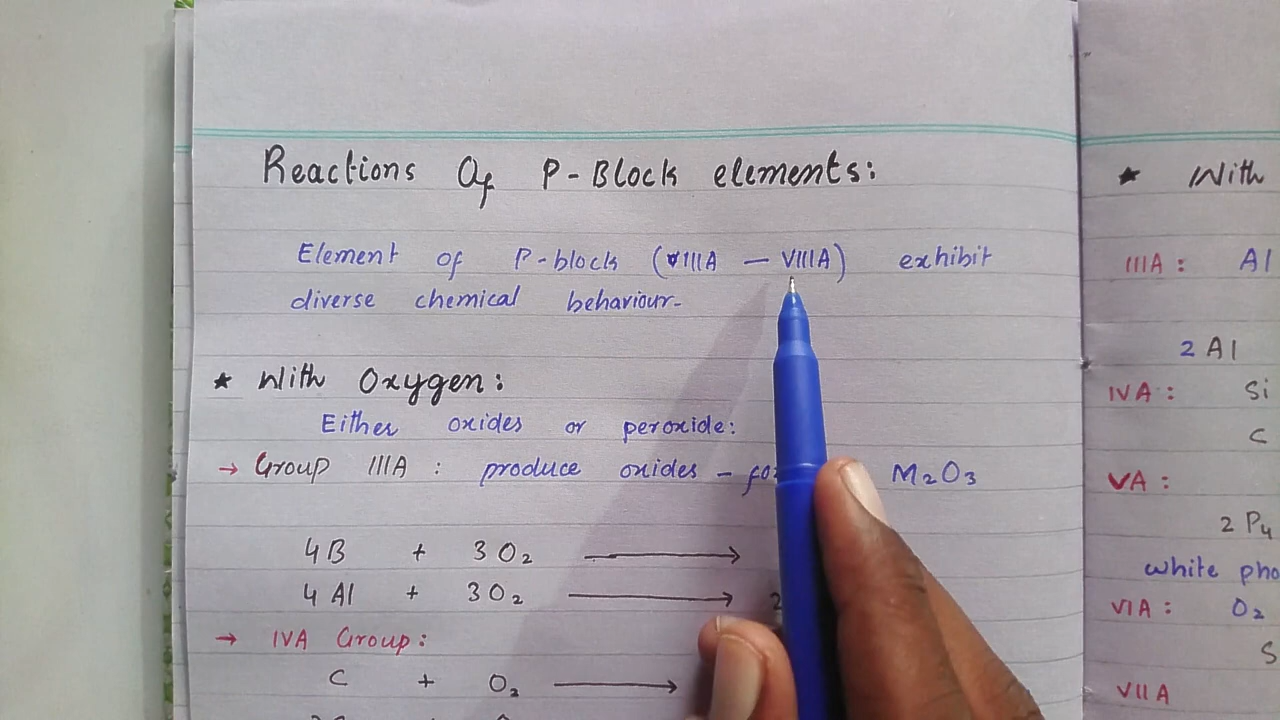 Reactions Of P-Block elements:
Element of P-block (IIIA — VIIIA) exhibit
diverse chemical behaviour-
★ With Oxygen:
Either oxides or peroxide:
→ Group IIIA : produce oxides – M₂O₃
4B + 3O₂ ⟶
4Al + 3O₂ ⟶ 2
→ IVA Group:
C + O₂ ⟶
★ With
IIIA: Al
2Al
IVA: Si
C
VA:
2P₄
white
VIA: O₂
S
VIIA